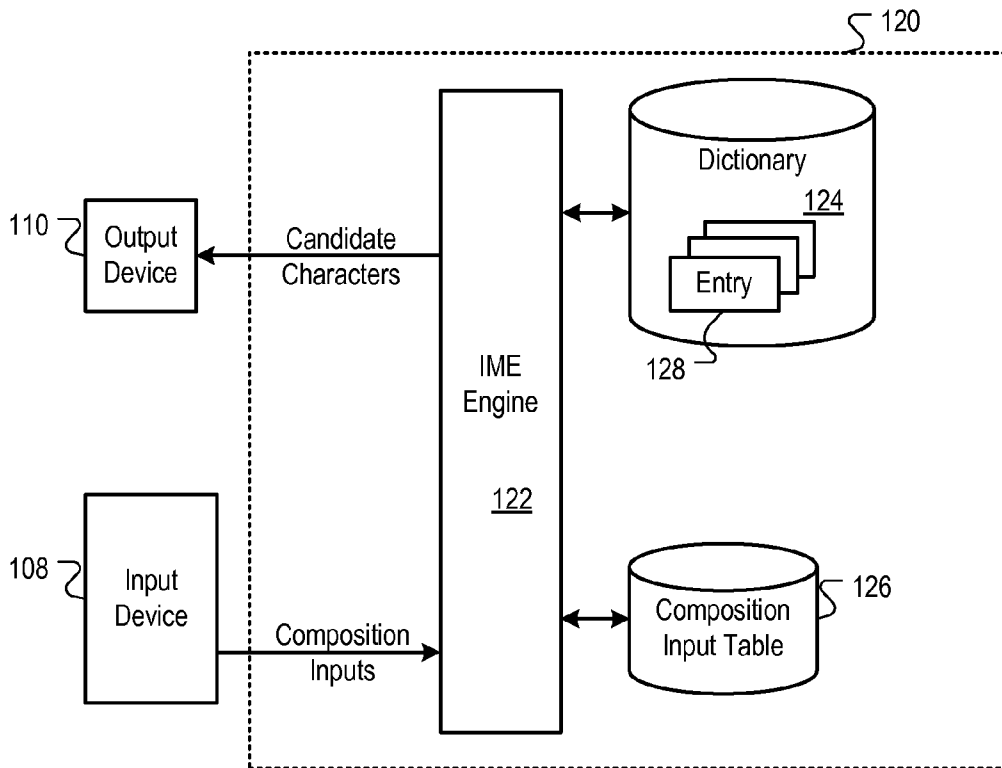 120
Dictionary
124
Entry
128
110
Output
Device
Candidate
Characters
IME
Engine
122
108
Input
Device
Composition
Inputs
Composition
Input Table
126